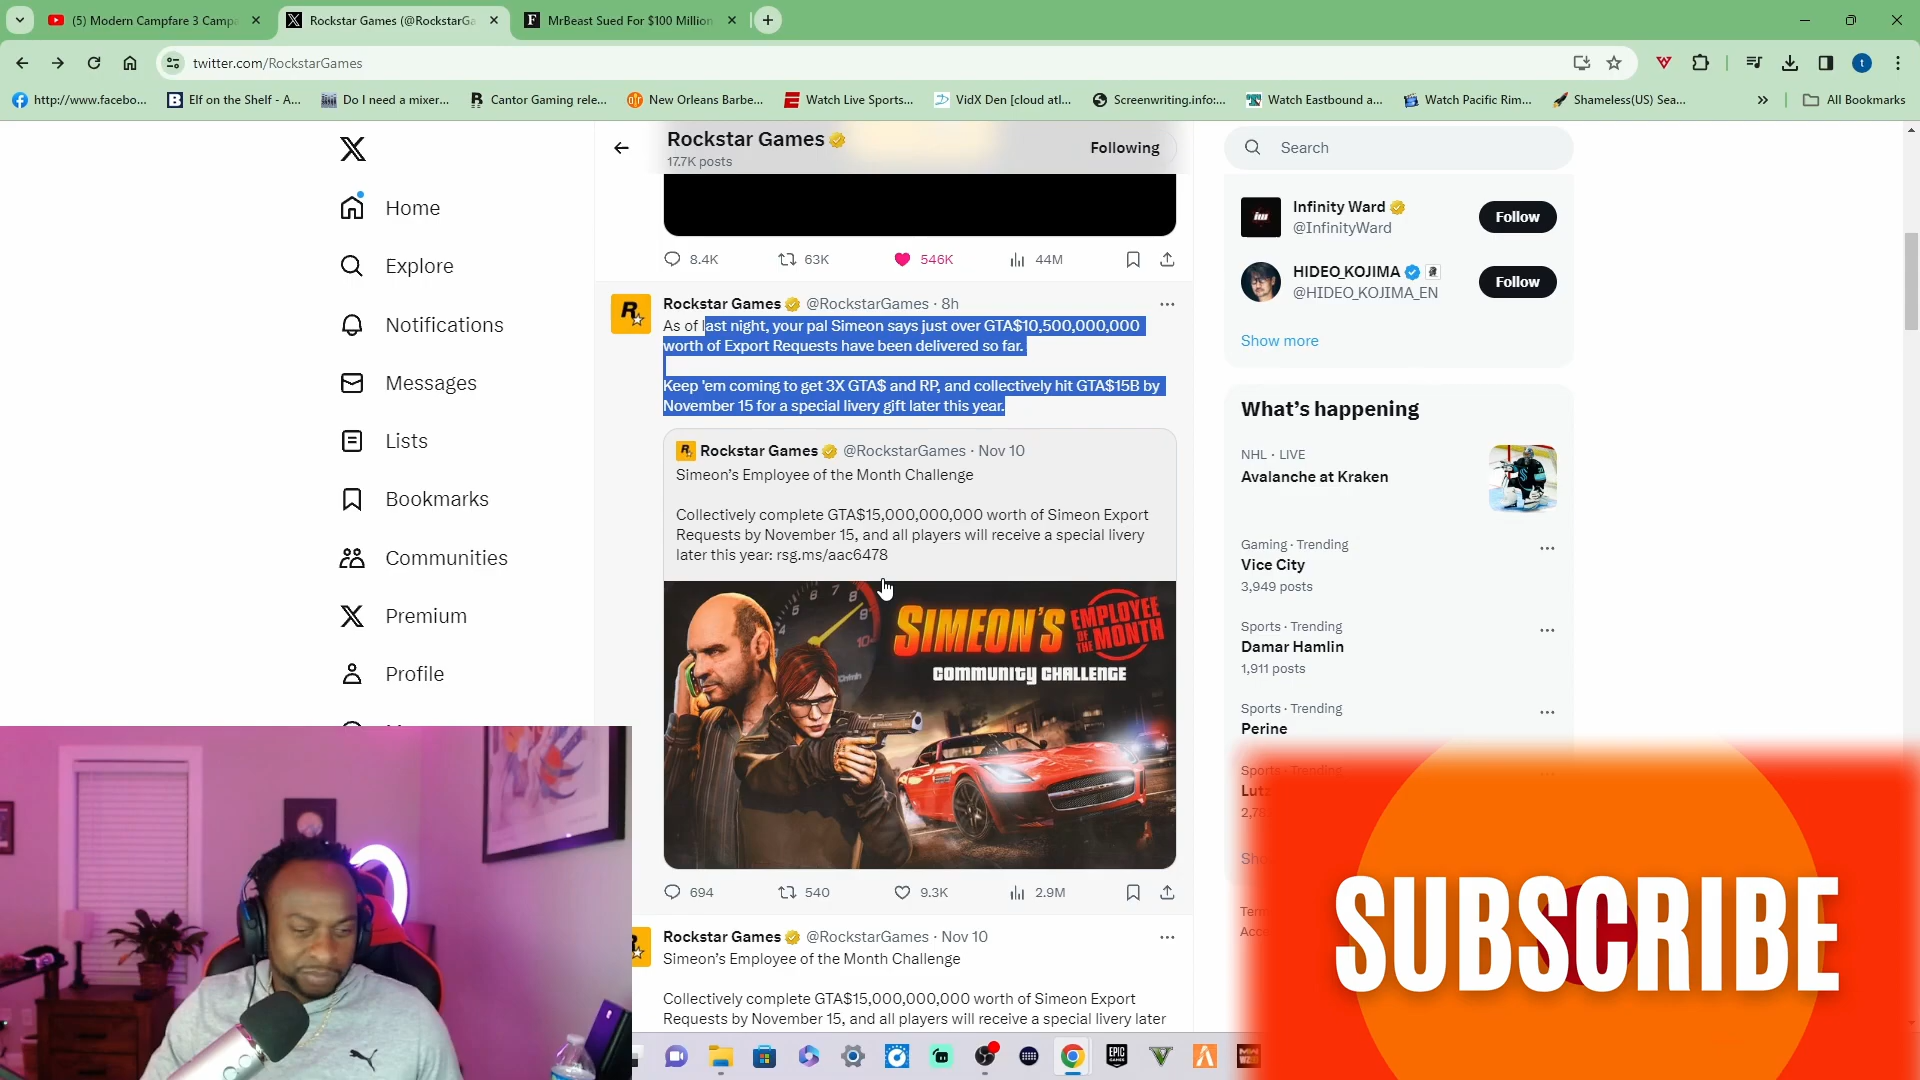 (5) Modern Campfare 3 Campa
Rockstar Games (@RockstarGa
MrBeast Sued For $100 Million
twitter.com/RockstarGames
http://www.facebo...
Elf on the Shelf - A...
Do I need a mixer...
Cantor Gaming rele...
New Orleans Barbe...
Watch Live Sports...
VidX Den [cloud atl...
Screenwriting.info:...
Watch Eastbound a...
Watch Pacific Rim...
Shameless(US) Sea...
All Bookmarks
Home
Explore
Notifications
Messages
Lists
Bookmarks
Communities
Premium
Profile
Rockstar Games
17.7K posts
Following
8.4K
63K
546K
44M
Rockstar Games @RockstarGames · 8h
As of last night, your pal Simeon says just over GTA$10,500,000,000
worth of Export Requests have been delivered so far.
Keep 'em coming to get 3X GTA$ and RP, and collectively hit GTA$15B by
November 15 for a special livery gift later this year.
Rockstar Games @RockstarGames · Nov 10
Simeon’s Employee of the Month Challenge
Collectively complete GTA$15,000,000,000 worth of Simeon Export
Requests by November 15, and all players will receive a special livery
later this year: rsg.ms/aac6478
SIMEON'S EMPLOYEE OF THE MONTH
COMMUNITY CHALLENGE
694
540
9.3K
2.9M
Rockstar Games @RockstarGames · Nov 10
Simeon’s Employee of the Month Challenge
Collectively complete GTA$15,000,000,000 worth of Simeon Export
Requests by November 15, and all players will receive a special livery later
Search
Infinity Ward
@InfinityWard
Follow
HIDEO_KOJIMA
@HIDEO_KOJIMA_EN
Follow
Show more
What’s happening
NHL · LIVE
Avalanche at Kraken
Gaming · Trending
Vice City
3,949 posts
Sports · Trending
Damar Hamlin
1,911 posts
Sports · Trending
Perine
Sports · Trending
Lutz
SUBSCRIBE